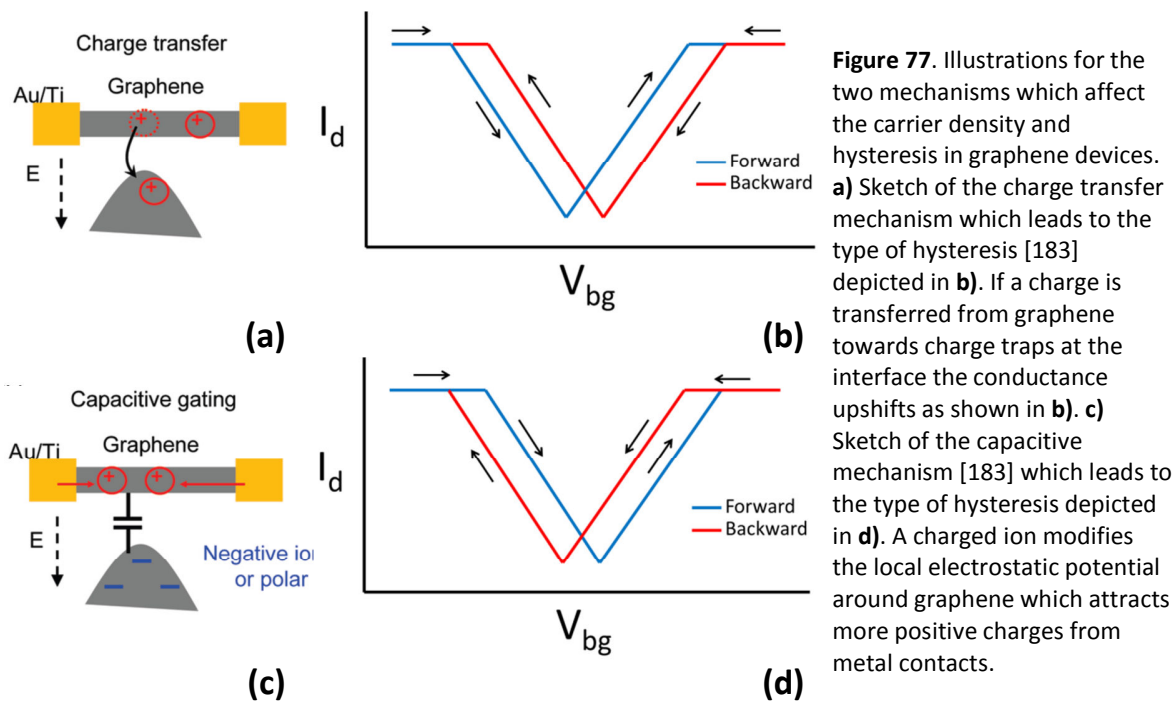 Charge transfer
Graphene
Au/Ti
E
+
+
+
(a)
I_d
Forward
Backward
V_bg
(b)
Capacitive gating
Graphene
Au/Ti
E
+
+
Negative ion
or polar
(c)
I_d
Forward
Backward
V_bg
(d)
Figure 77. Illustrations for the
two mechanisms which affect
the carrier density and
hysteresis in graphene devices.
a) Sketch of the charge transfer
mechanism which leads to the
type of hysteresis [183]
depicted in b). If a charge is
transferred from graphene
towards charge traps at the
interface the conductance
upshifts as shown in b). c)
Sketch of the capacitive
mechanism [183] which leads to
the type of hysteresis depicted
in d). A charged ion modifies
the local electrostatic potential
around graphene which attracts
more positive charges from
metal contacts.